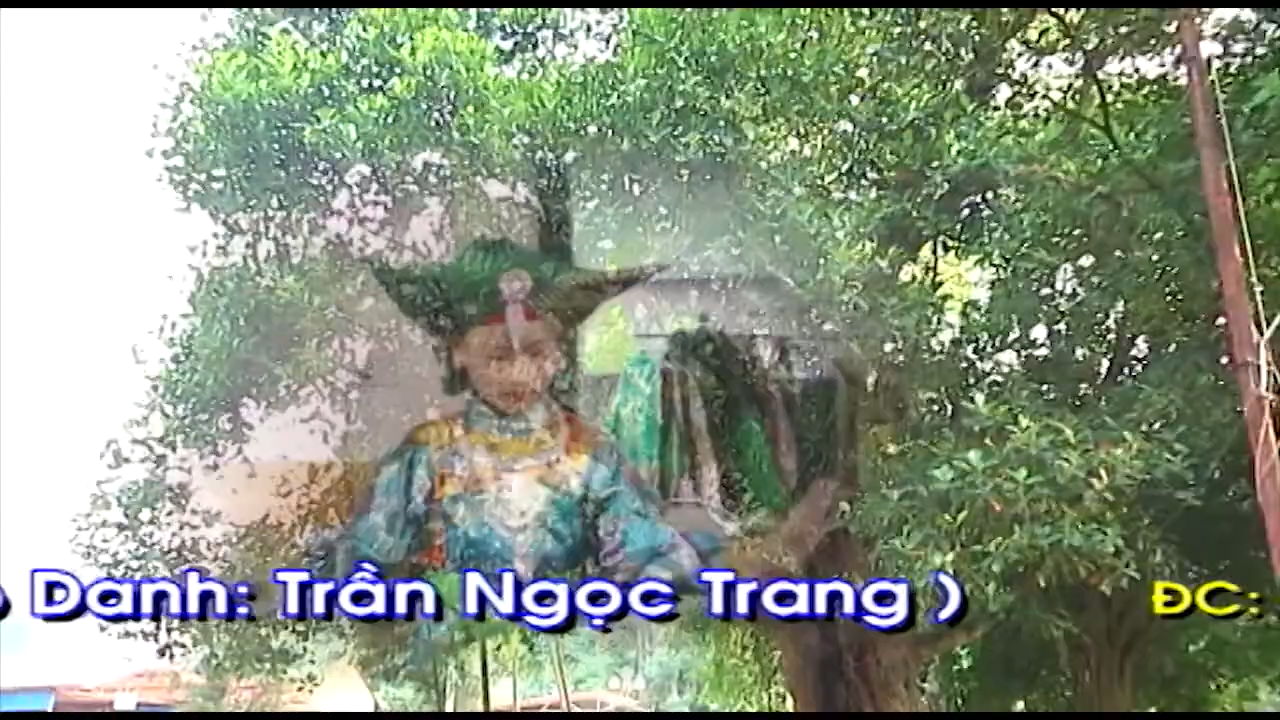 Danh: Trần Ngọc Trang ) ĐC: